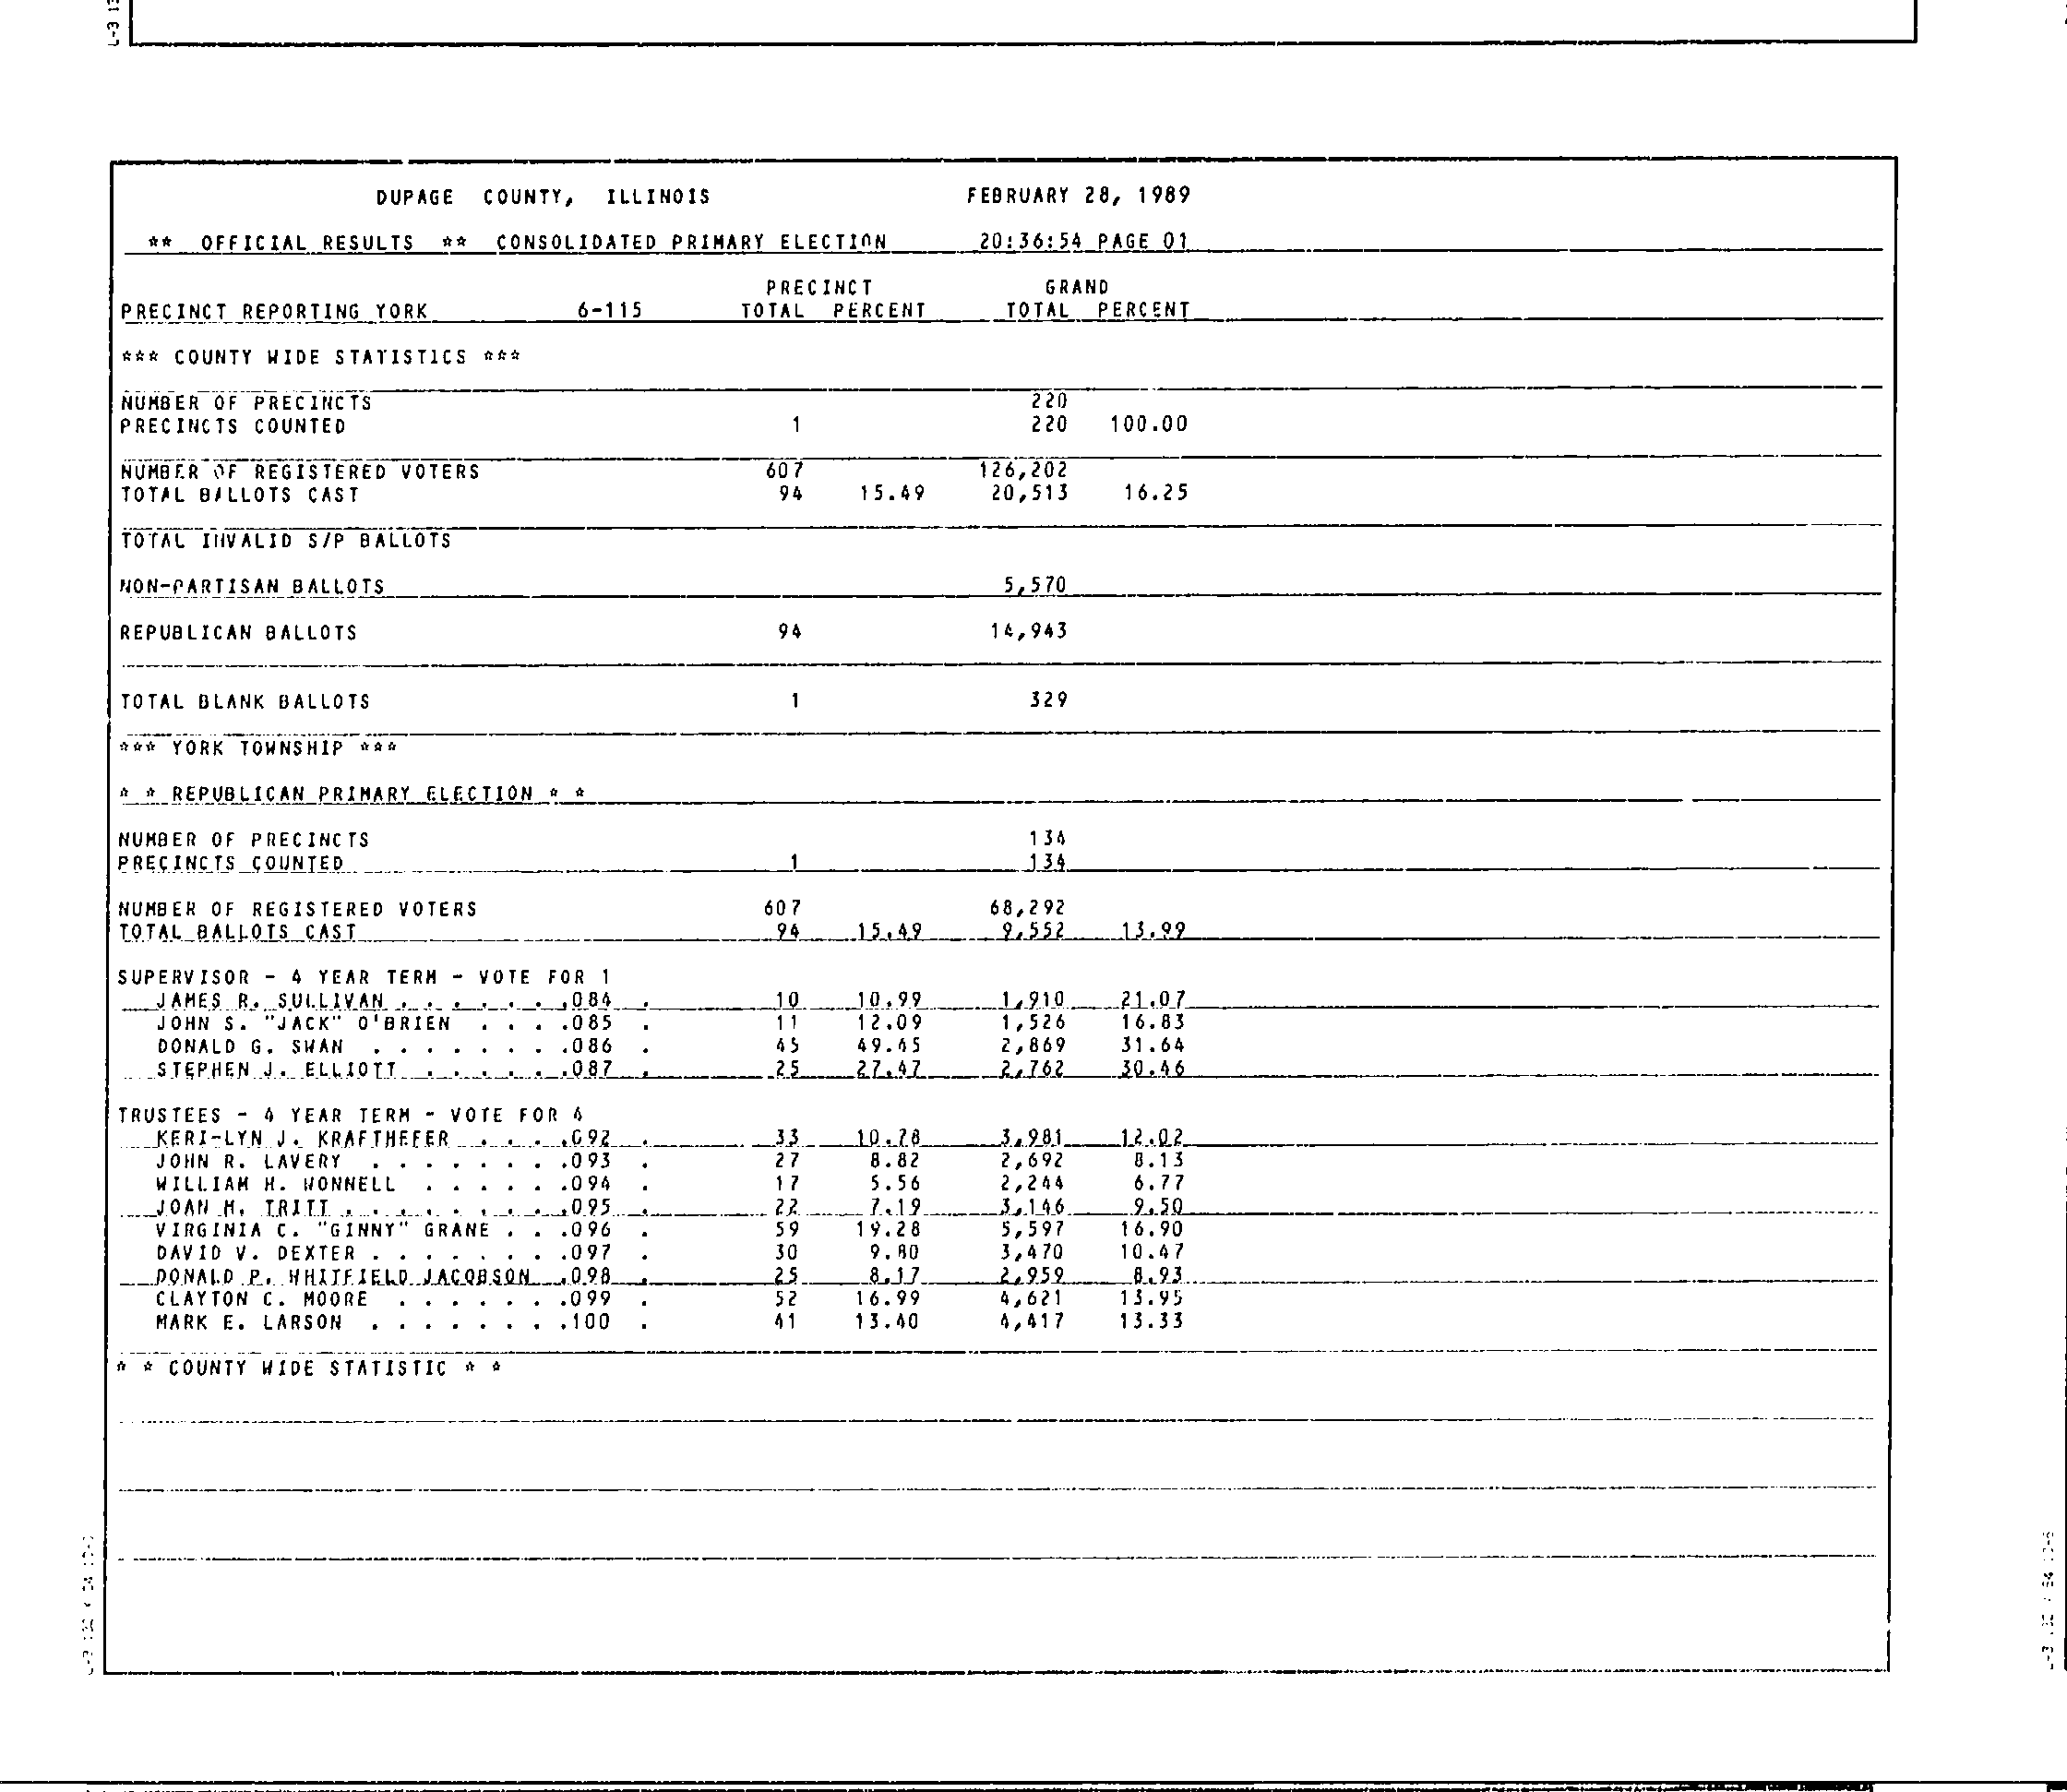 DUPAGE COUNTY, ILLINOIS FEBRUARY 28, 1989
** OFFICIAL RESULTS ** CONSOLIDATED PRIMARY ELECTION 20:36:54 PAGE 01
PRECINCT GRAND
PRECINCT REPORTING YORK 6-115 TOTAL PERCENT TOTAL PERCENT
*** COUNTY WIDE STATISTICS ***
NUMBER OF PRECINCTS 220
PRECINCTS COUNTED 1 220 100.00
NUMBER OF REGISTERED VOTERS 607 126,202
TOTAL BALLOTS CAST 94 15.49 20,513 16.25
TOTAL INVALID S/P BALLOTS
NON-PARTISAN BALLOTS 5,570
REPUBLICAN BALLOTS 94 14,943
TOTAL BLANK BALLOTS 1 329
*** YORK TOWNSHIP ***
* * REPUBLICAN PRIMARY ELECTION * *
NUMBER OF PRECINCTS 134
PRECINCTS COUNTED 1 134
NUMBER OF REGISTERED VOTERS 607 68,292
TOTAL BALLOTS CAST 94 15.49 9,552 13.99
SUPERVISOR - 4 YEAR TERM - VOTE FOR 1
JAMES R. SULLIVAN . . . . . . .084 . 10 10.99 1,910 21.07
JOHN S. "JACK" O'BRIEN . . . .085 . 11 12.09 1,526 16.83
DONALD G. SWAN . . . . . . . .086 . 45 49.45 2,869 31.64
STEPHEN J. ELLIOTT . . . . . .087 . 25 27.47 2,762 30.46
TRUSTEES - 4 YEAR TERM - VOTE FOR 4
KERI-LYN J. KRAFTHEFER . . . .092 . 33 10.78 3,981 12.02
JOHN R. LAVERY . . . . . . . .093 . 27 8.82 2,692 8.13
WILLIAM H. WONNELL . . . . . .094 . 17 5.56 2,244 6.77
JOAN M. TRITT . . . . . . . . .095 . 22 7.19 3,146 9.50
VIRGINIA C. "GINNY" GRANE . . .096 . 59 19.28 5,597 16.90
DAVID V. DEXTER . . . . . . . .097 . 30 9.80 3,470 10.47
DONALD P. WHITFIELD JACOBSON .098 . 25 8.17 2,959 8.93
CLAYTON C. MOORE . . . . . . .099 . 52 16.99 4,621 13.95
MARK E. LARSON . . . . . . . .100 . 41 13.40 4,417 13.33
* * COUNTY WIDE STATISTIC * *